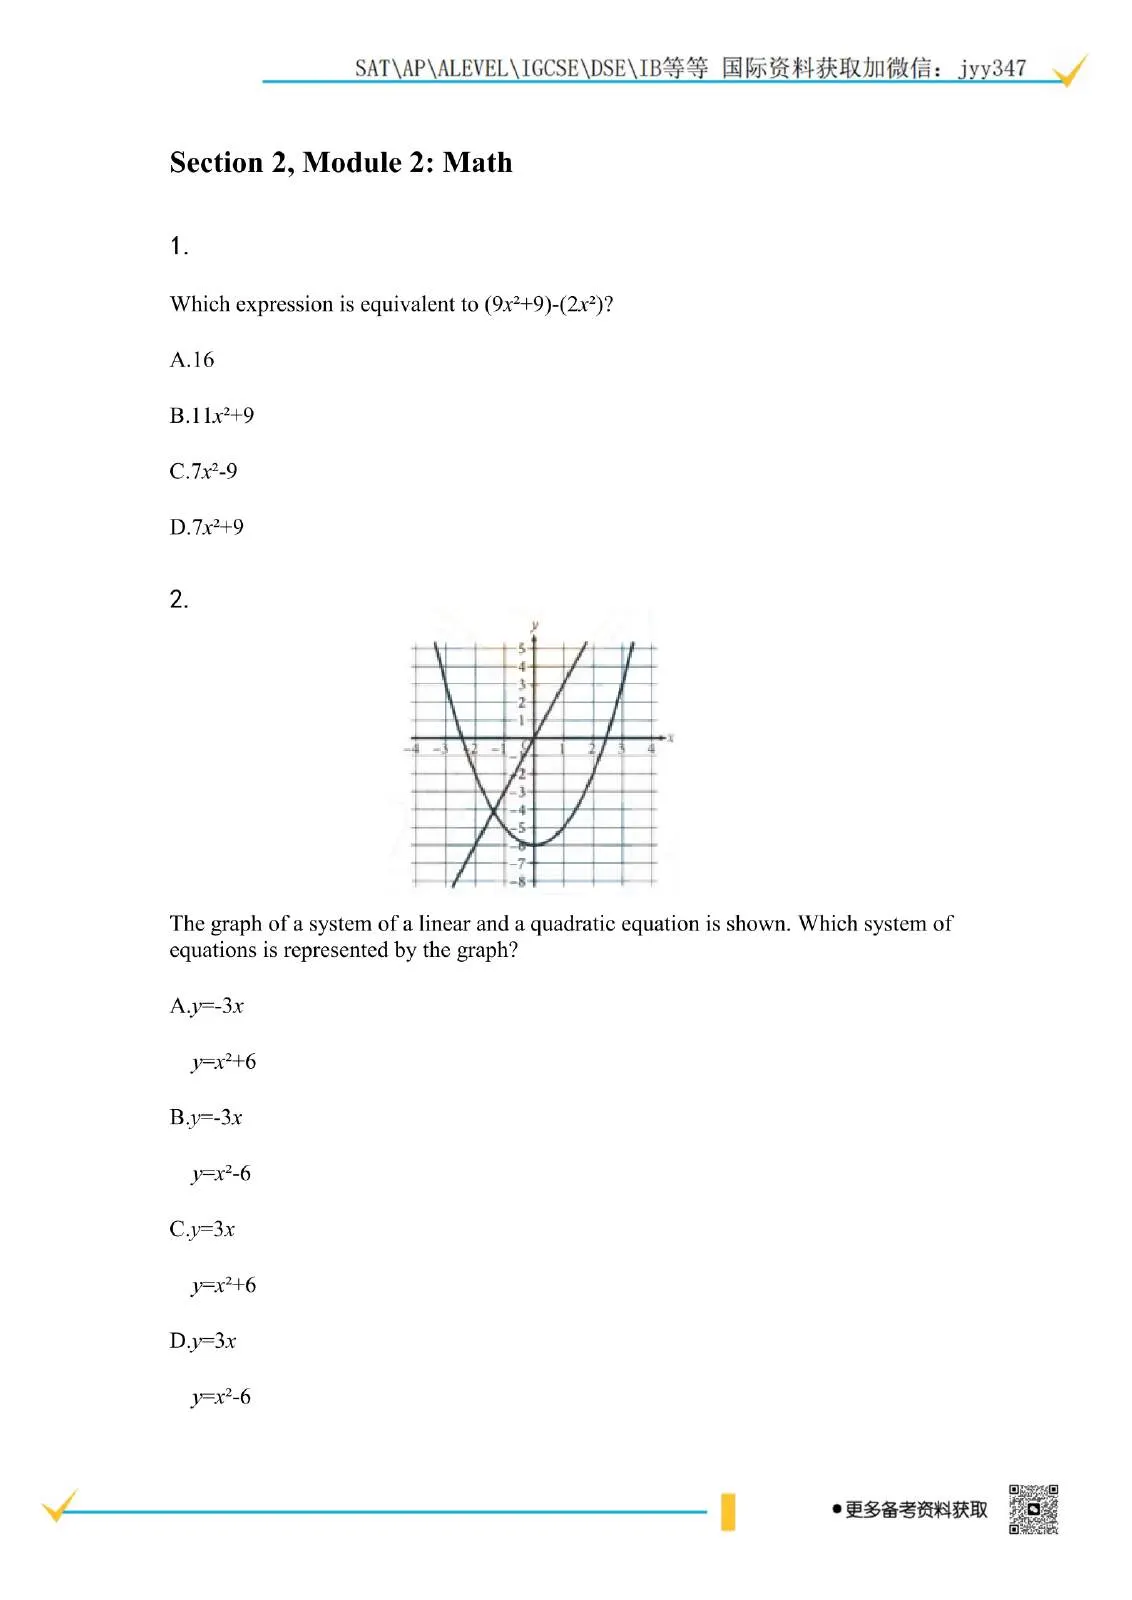 SAT\AP\ALEVEL\IGCSE\DSE\IB等等 国际资料获取加微信：jyy347
Section 2, Module 2: Math
1.
Which expression is equivalent to (9x²+9)-(2x²)?
A.16
B.11x²+9
C.7x²-9
D.7x²+9
2.
y
5
4
3
2
1
-4 -3 -2 -1 O 1 2 3 4 x
-1
-2
-3
-4
-5
-6
-7
-8
The graph of a system of a linear and a quadratic equation is shown. Which system of
equations is represented by the graph?
A.y=-3x
y=x²+6
B.y=-3x
y=x²-6
C.y=3x
y=x²+6
D.y=3x
y=x²-6
●更多备考资料获取